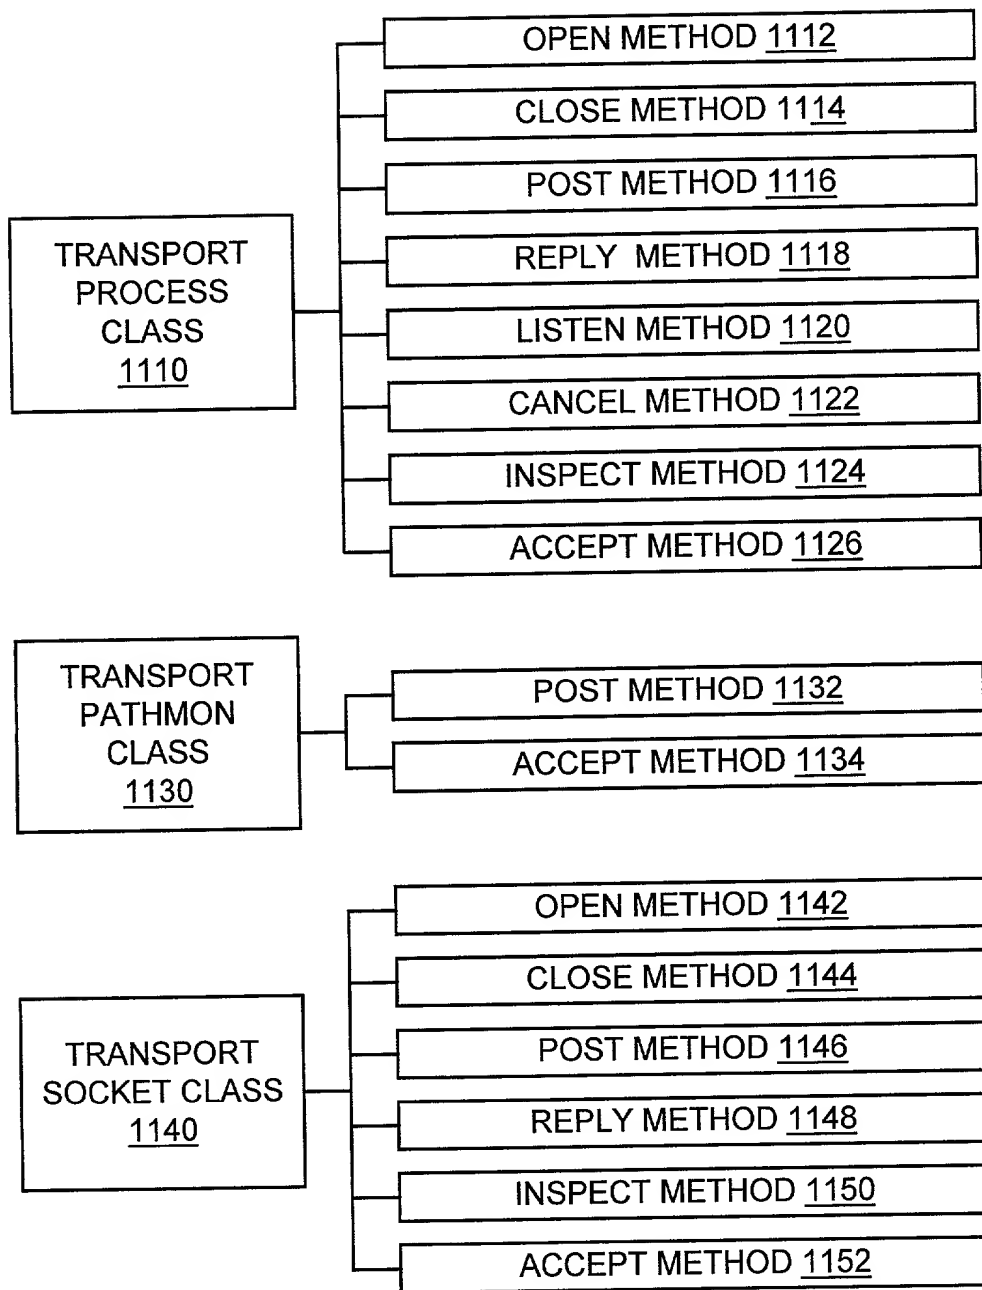 OPEN METHOD 1112
CLOSE METHOD 1114
POST METHOD 1116
REPLY METHOD 1118
LISTEN METHOD 1120
CANCEL METHOD 1122
INSPECT METHOD 1124
ACCEPT METHOD 1126
TRANSPORT
PROCESS
CLASS
1110
TRANSPORT
PATHMON
CLASS
1130
POST METHOD 1132
ACCEPT METHOD 1134
TRANSPORT
SOCKET CLASS
1140
OPEN METHOD 1142
CLOSE METHOD 1144
POST METHOD 1146
REPLY METHOD 1148
INSPECT METHOD 1150
ACCEPT METHOD 1152